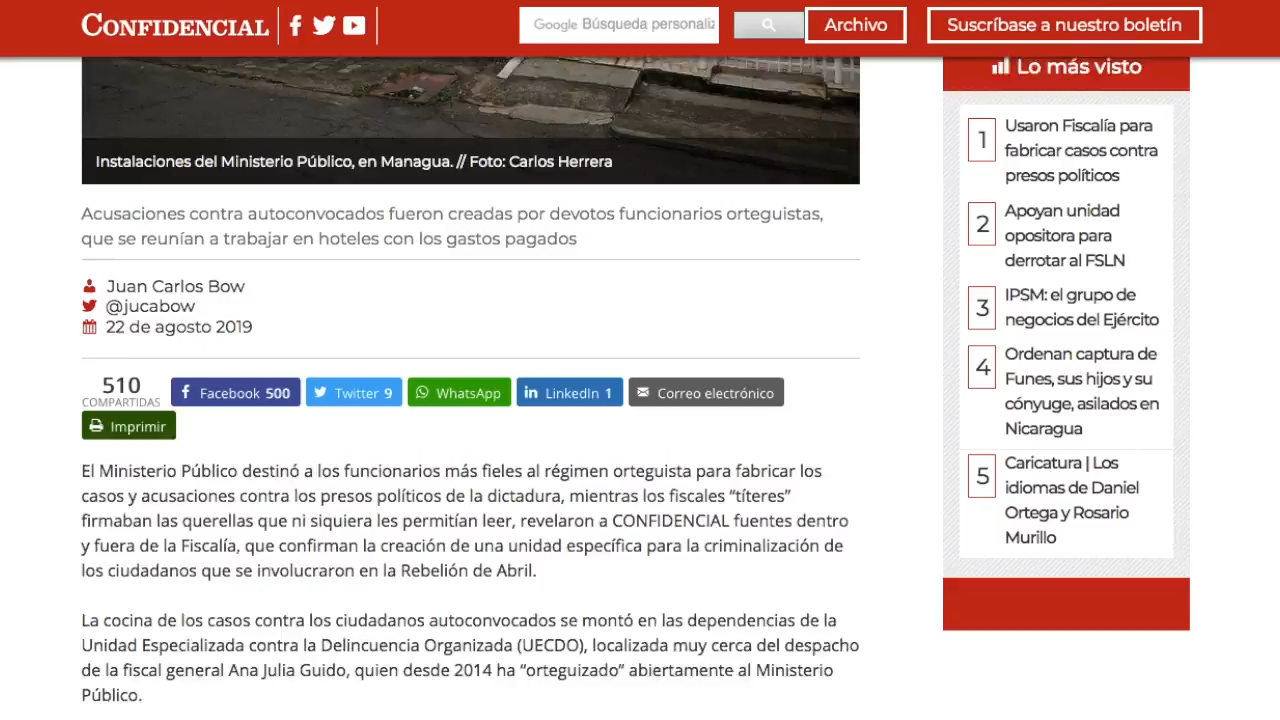 CONFIDENCIAL
Google Búsqueda personaliz
Archivo
Suscríbase a nuestro boletín
Instalaciones del Ministerio Público, en Managua. // Foto: Carlos Herrera
Acusaciones contra autoconvocados fueron creadas por devotos funcionarios orteguistas,
que se reunían a trabajar en hoteles con los gastos pagados
Juan Carlos Bow
@jucabow
22 de agosto 2019
510
COMPARTIDAS
Facebook 500
Twitter 9
WhatsApp
LinkedIn 1
Correo electrónico
Imprimir
El Ministerio Público destinó a los funcionarios más fieles al régimen orteguista para fabricar los
casos y acusaciones contra los presos políticos de la dictadura, mientras los fiscales “títeres”
firmaban las querellas que ni siquiera les permitían leer, revelaron a CONFIDENCIAL fuentes dentro
y fuera de la Fiscalía, que confirman la creación de una unidad específica para la criminalización de
los ciudadanos que se involucraron en la Rebelión de Abril.
La cocina de los casos contra los ciudadanos autoconvocados se montó en las dependencias de la
Unidad Especializada contra la Delincuencia Organizada (UECDO), localizada muy cerca del despacho
de la fiscal general Ana Julia Guido, quien desde 2014 ha “orteguizado” abiertamente al Ministerio
Público.
Lo más visto
1
Usaron Fiscalía para
fabricar casos contra
presos políticos
2
Apoyan unidad
opositora para
derrotar al FSLN
3
IPSM: el grupo de
negocios del Ejército
4
Ordenan captura de
Funes, sus hijos y su
cónyuge, asilados en
Nicaragua
5
Caricatura | Los
idiomas de Daniel
Ortega y Rosario
Murillo